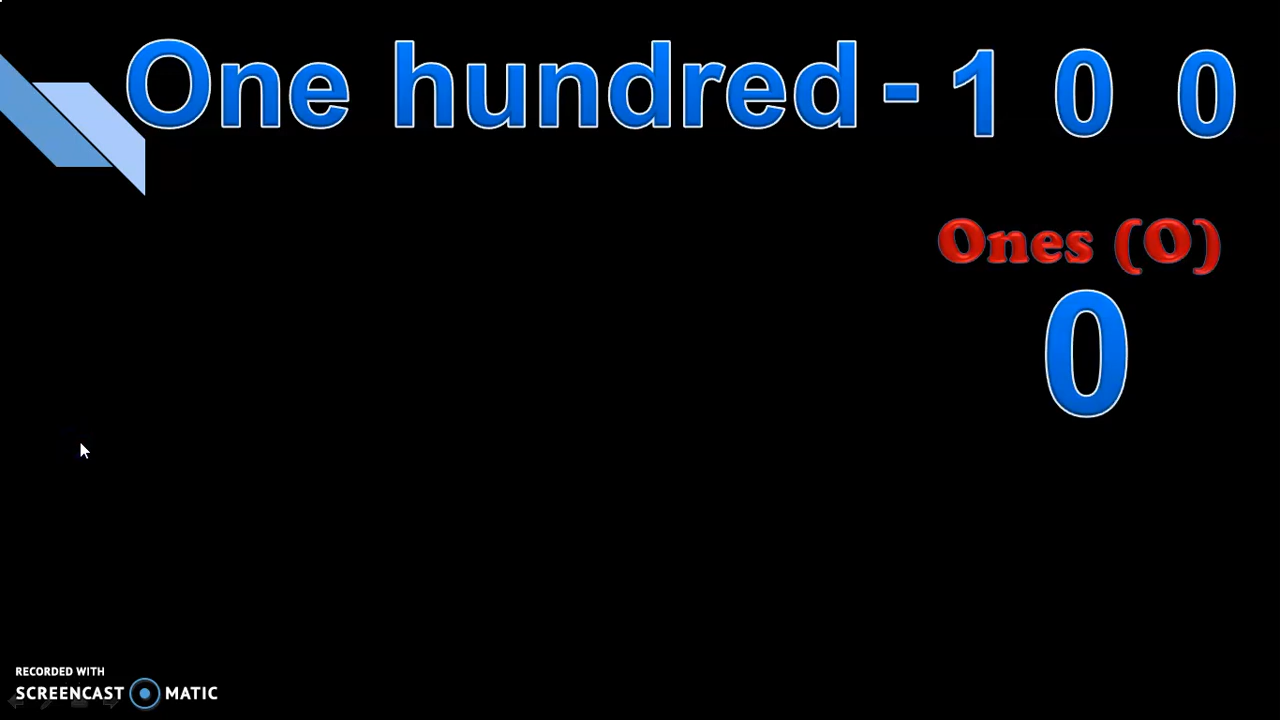 One hundred - 1 0 0
Ones (O)
0
RECORDED WITH
SCREENCAST MATIC